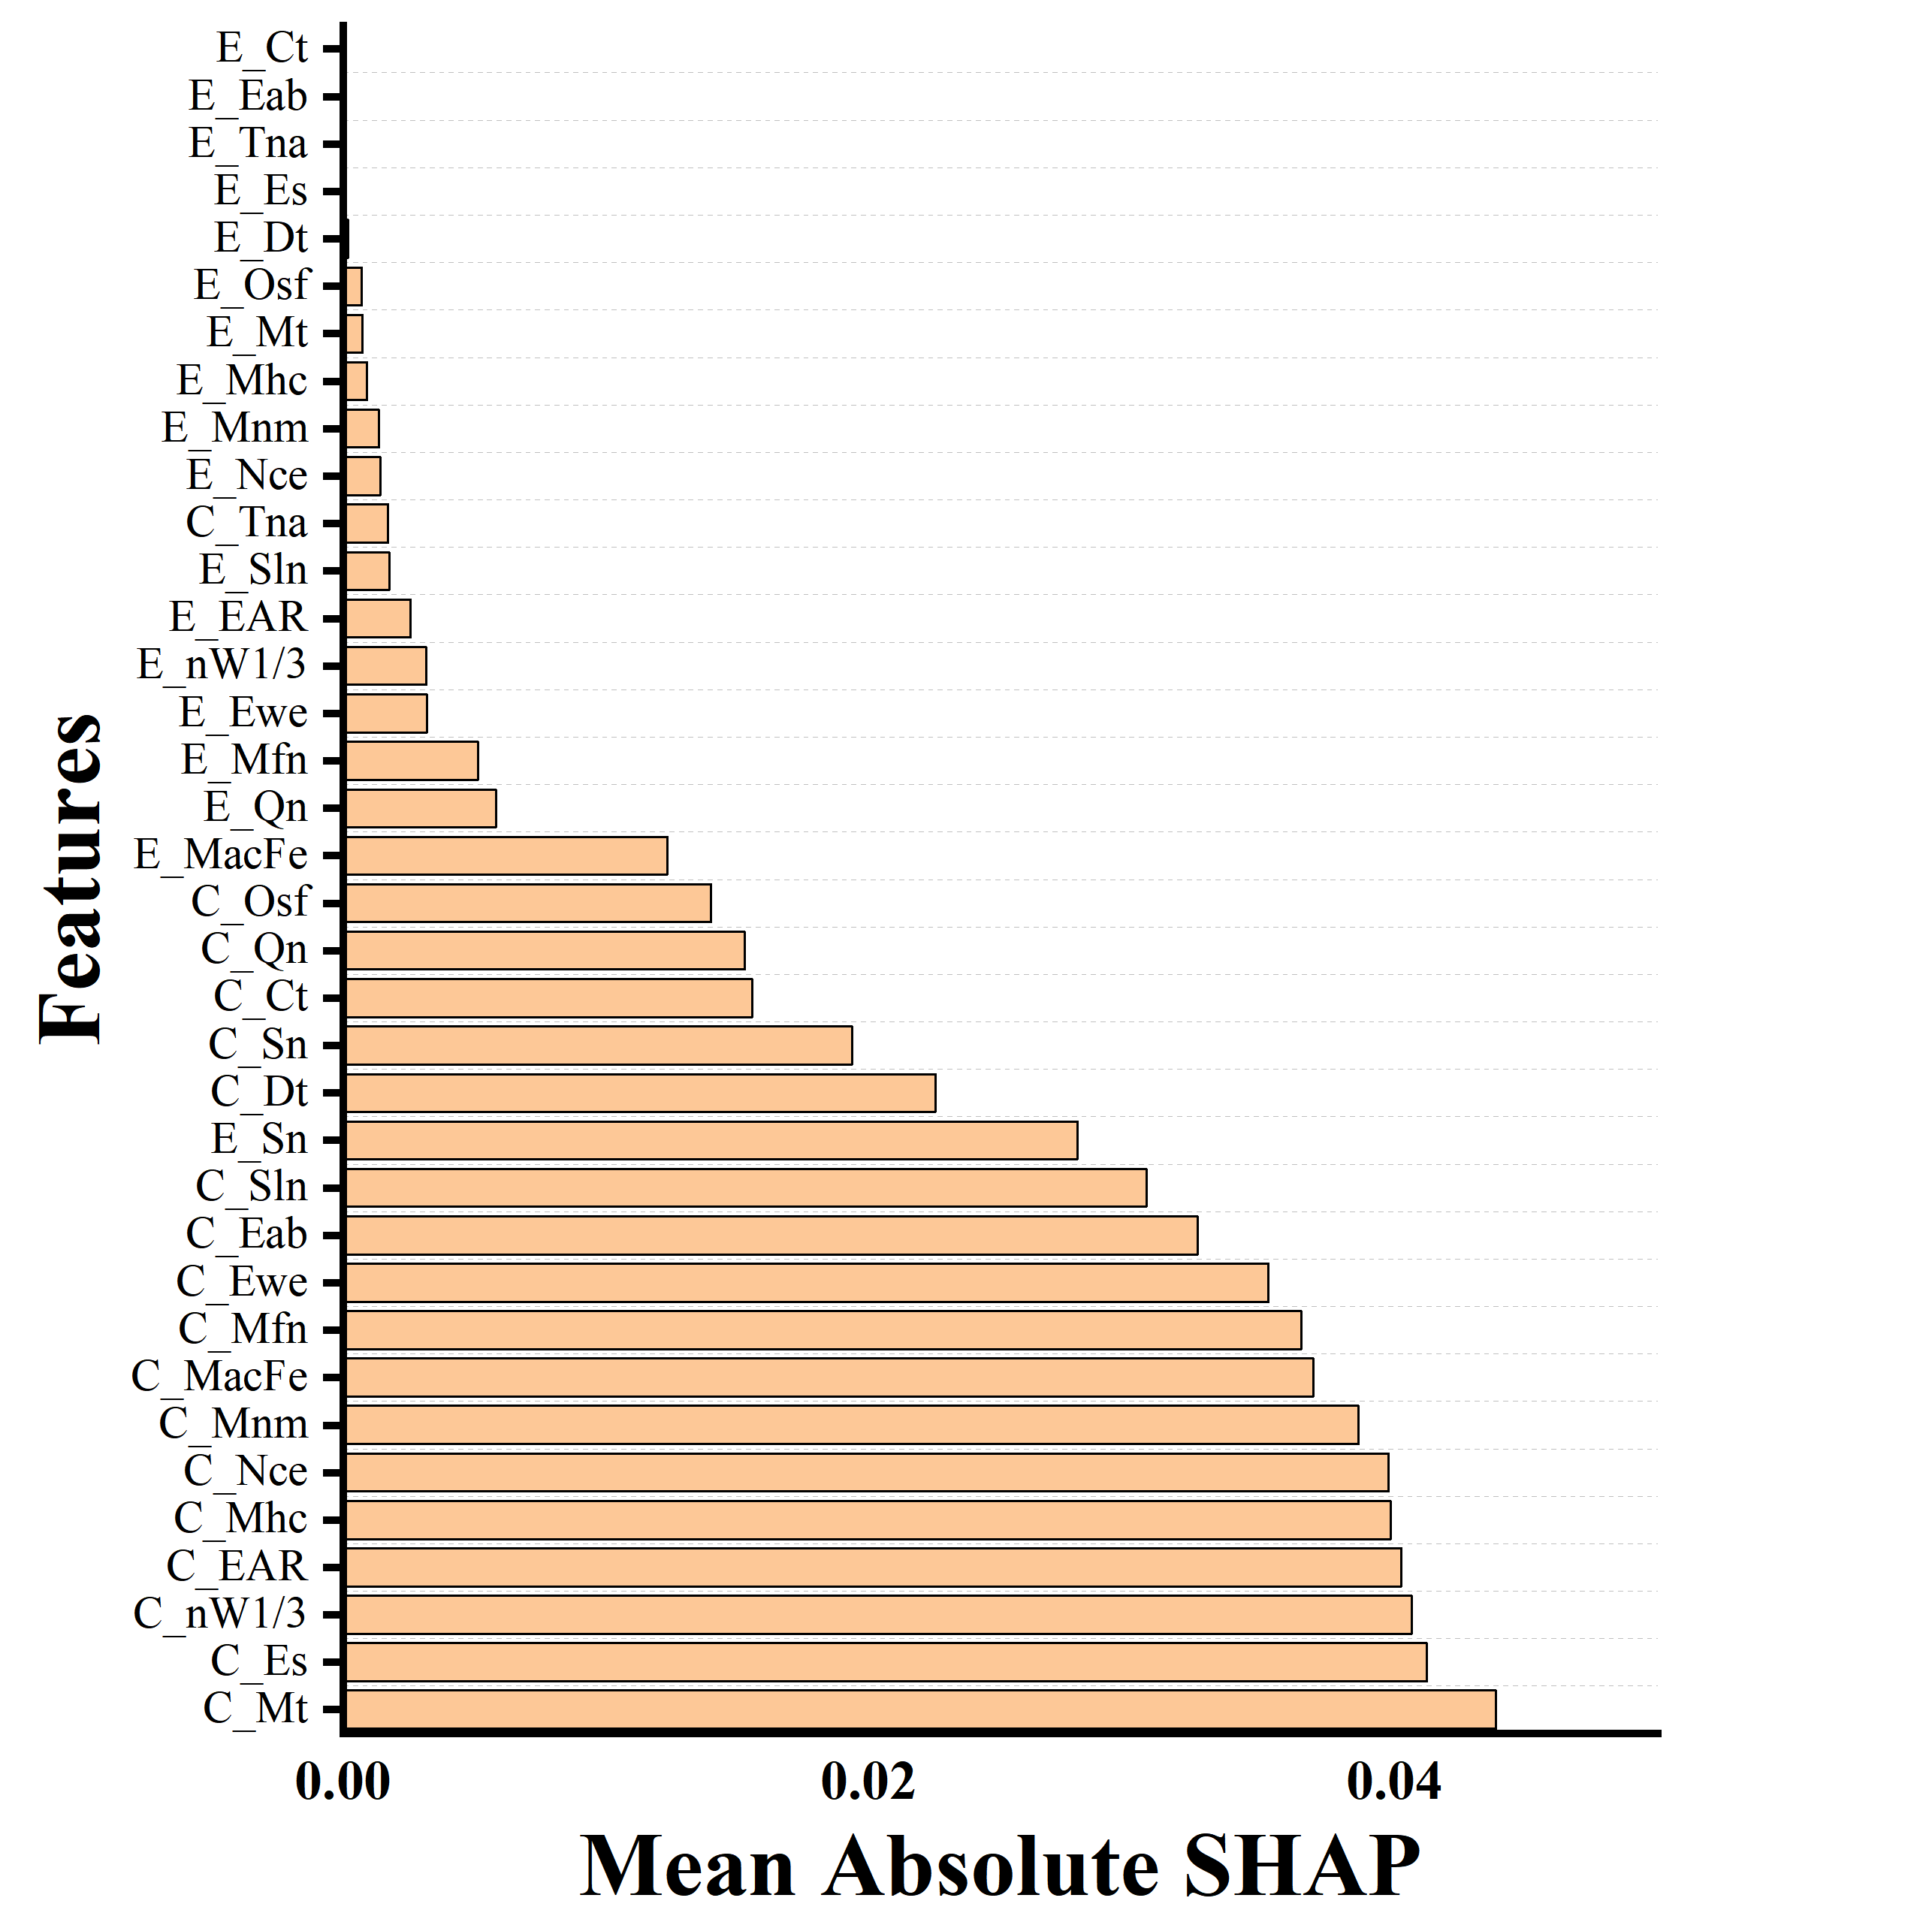 E_Ct
E_Eab
E_Tna
E_Es
E_Dt
E_Osf
E_Mt
E_Mhc
E_Mnm
E_Nce
C_Tna
E_Sln
E_EAR
E_nW1/3
E_Ewe
E_Mfn
E_Qn
E_MacFe
C_Osf
C_Qn
C_Ct
C_Sn
C_Dt
E_Sn
C_Sln
C_Eab
C_Ewe
C_Mfn
C_MacFe
C_Mnm
C_Nce
C_Mhc
C_EAR
C_nW1/3
C_Es
C_Mt
Features
0.00 0.02 0.04
Mean Absolute SHAP